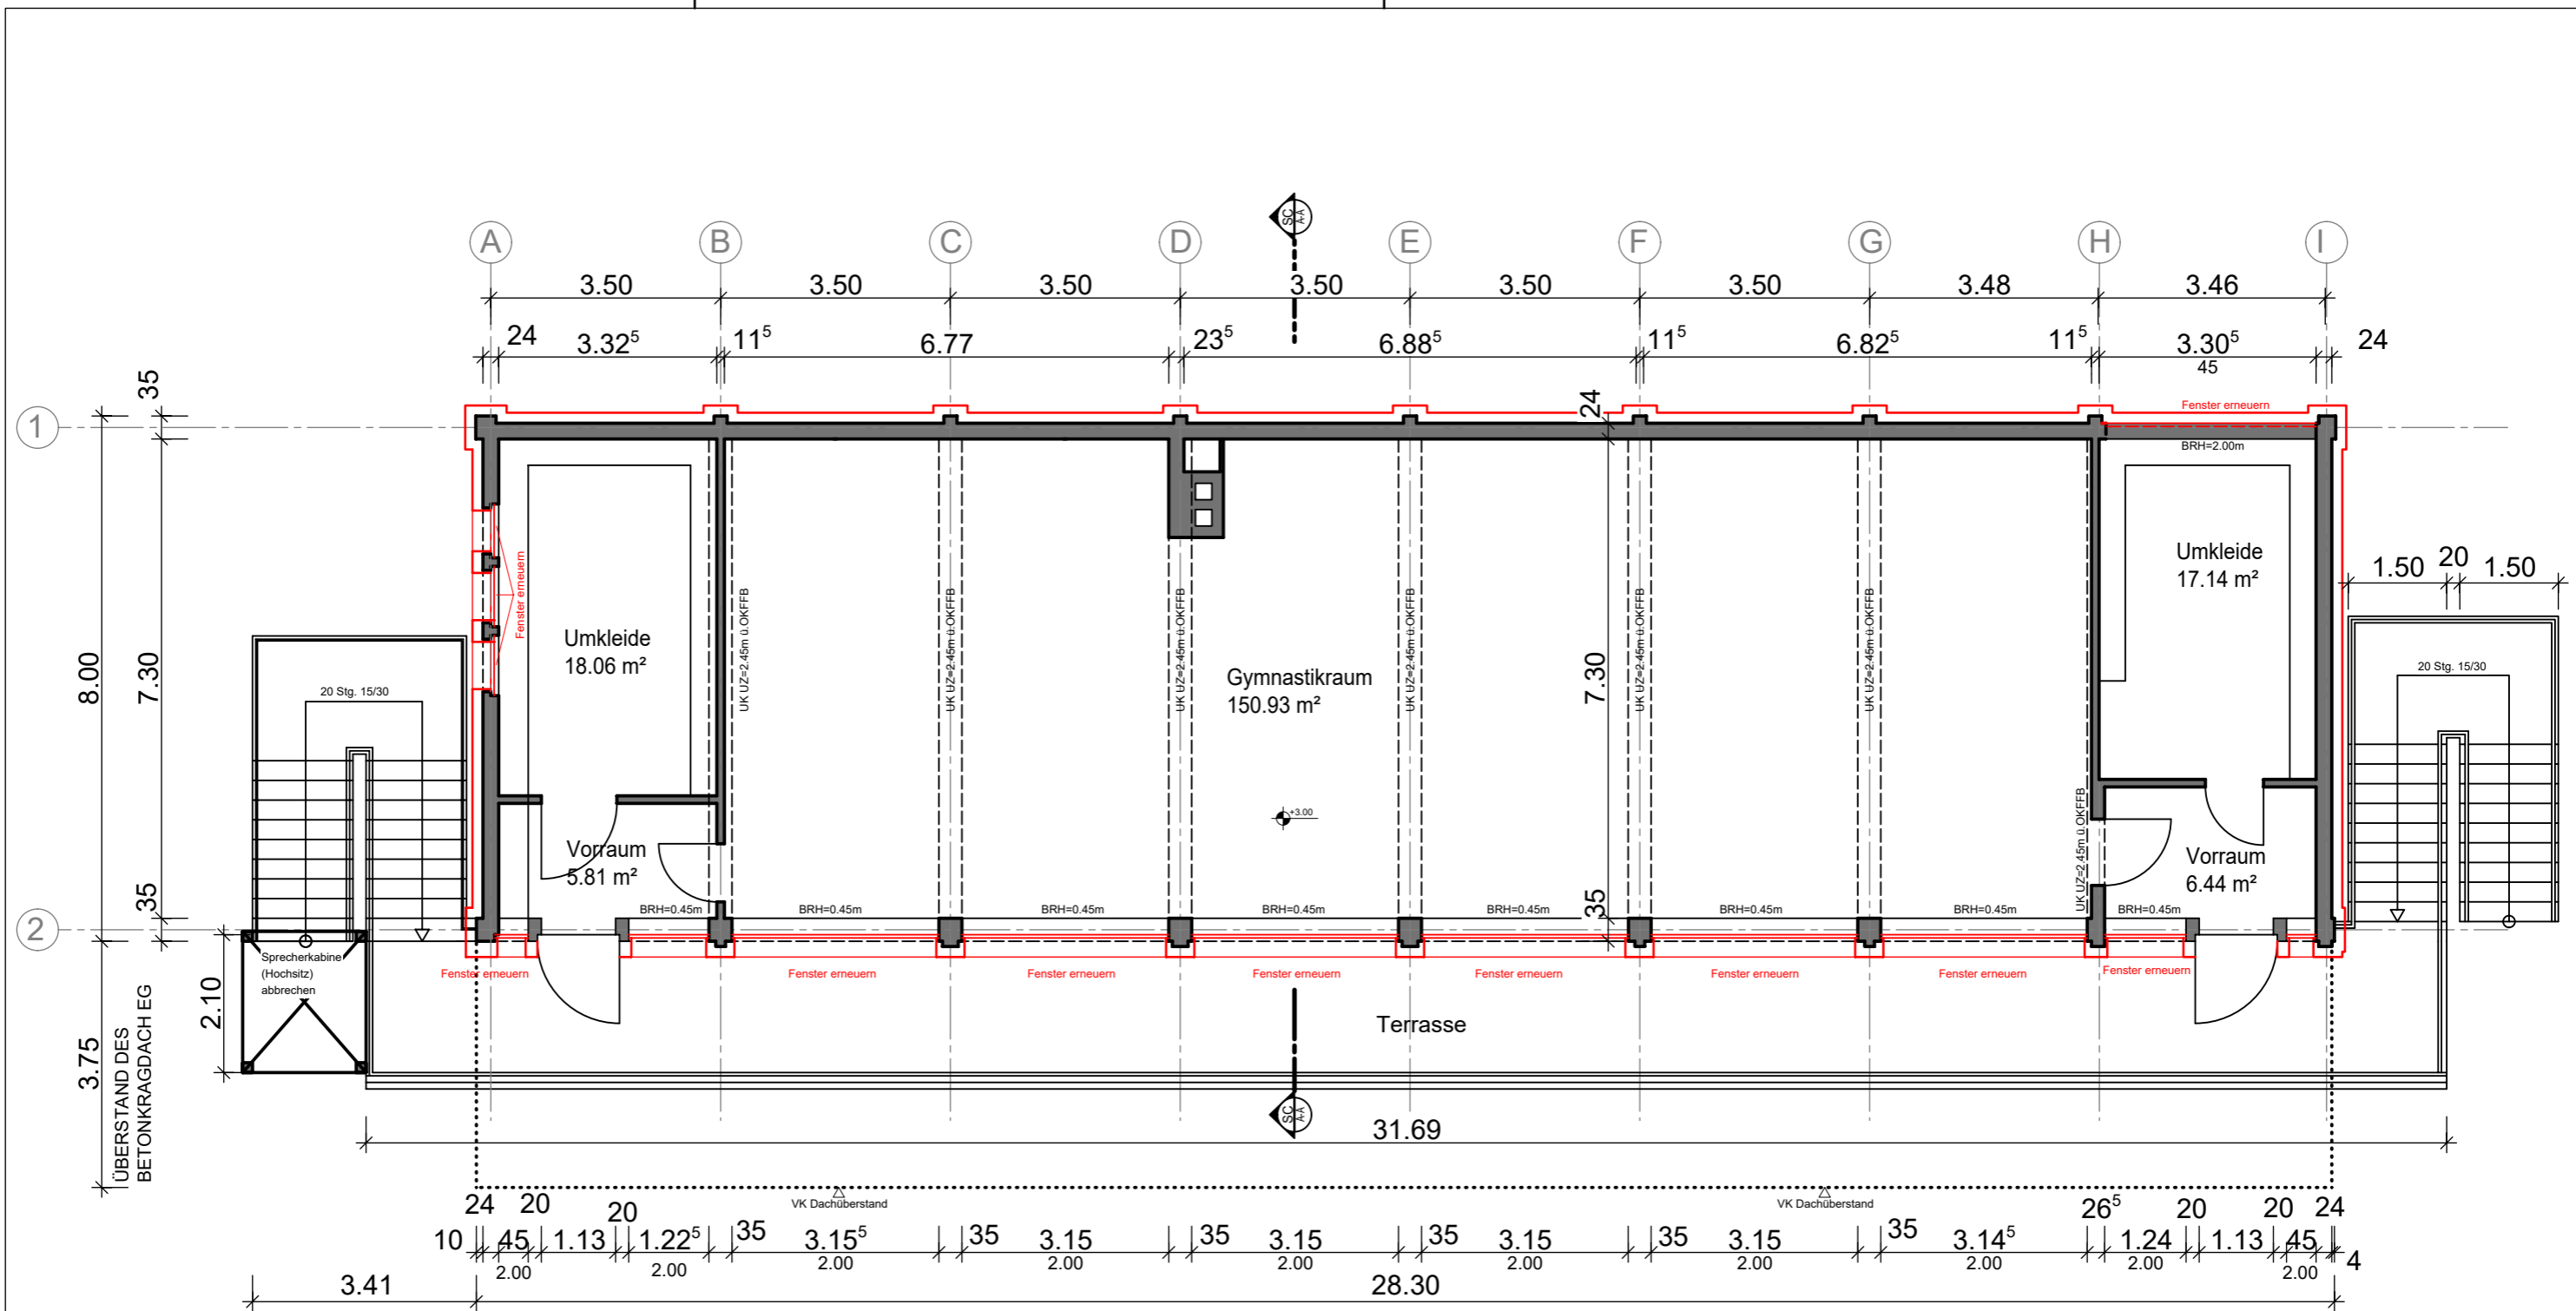 SC
A-A
A
B
C
D
E
F
G
H
I
3.50
3.50
3.50
3.50
3.50
3.50
3.48
3.46
24
3.32⁵
11⁵
6.77
23⁵
6.88⁵
11⁵
6.82⁵
11⁵
3.30⁵
45
24
35
24
1
Fenster erneuern
BRH=2.00m
Fenster erneuern
Umkleide
18.06 m²
Umkleide
17.14 m²
1.50
20
1.50
8.00
7.30
20 Stg. 15/30
UK UZ=2.45m ü.OKFFB
UK UZ=2.45m ü.OKFFB
UK UZ=2.45m ü.OKFFB
Gymnastikraum
150.93 m²
UK UZ=2.45m ü.OKFFB
7.30
UK UZ=2.45m ü.OKFFB
UK UZ=2.45m ü.OKFFB
20 Stg. 15/30
+3.00
Vorraum
5.81 m²
UK UZ=2.45m ü.OKFFB
Vorraum
6.44 m²
35
35
2
BRH=0.45m
BRH=0.45m
BRH=0.45m
BRH=0.45m
BRH=0.45m
BRH=0.45m
BRH=0.45m
BRH=0.45m
Sprecherkabine
(Hochsitz)
abbrechen
Fenster erneuern
Fenster erneuern
Fenster erneuern
Fenster erneuern
Fenster erneuern
Fenster erneuern
Fenster erneuern
Fenster erneuern
2.10
3.75
ÜBERSTAND DES
BETONKRAGDACH EG
Terrasse
SC
A-A
31.69
VK Dachüberstand
VK Dachüberstand
24
20
20
26⁵
20
20
24
10
45
1.13
1.22⁵
35
3.15⁵
35
3.15
35
3.15
35
3.15
35
3.15
35
3.14⁵
1.24
1.13
45
4
2.00
2.00
2.00
2.00
2.00
2.00
2.00
2.00
2.00
2.00
3.41
28.30